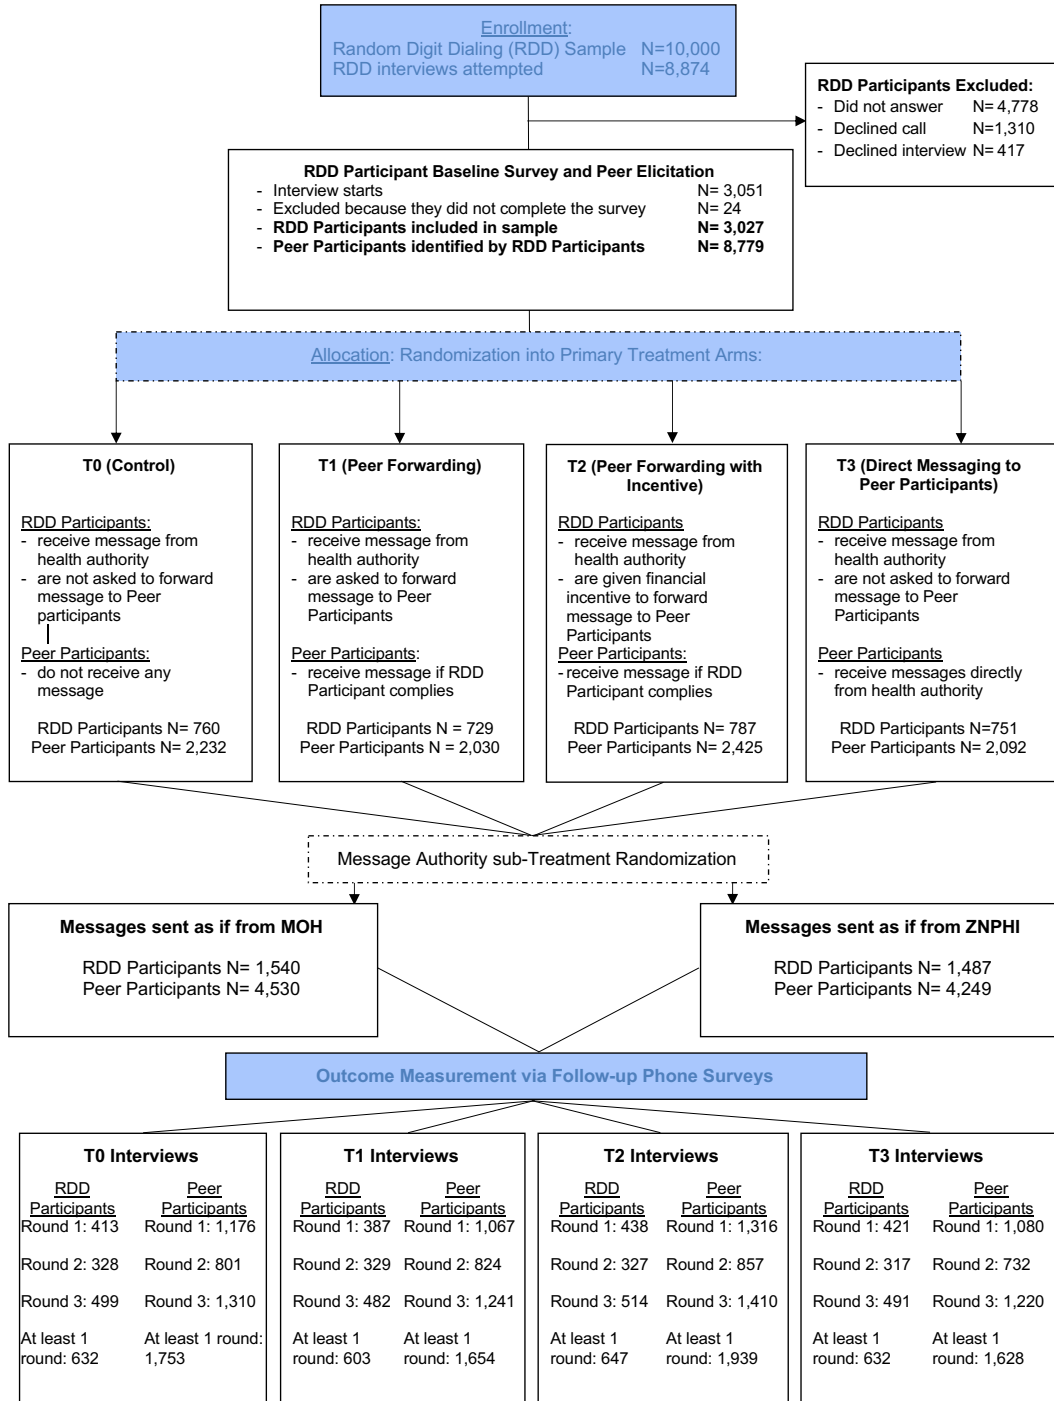 Enrollment:
Random Digit Dialing (RDD) Sample N=10,000
RDD interviews attempted N=8,874
RDD Participants Excluded:
- Did not answer N= 4,778
- Declined call N=1,310
- Declined interview N= 417
RDD Participant Baseline Survey and Peer Elicitation
- Interview starts N= 3,051
- Excluded because they did not complete the survey N= 24
- RDD Participants included in sample N= 3,027
- Peer Participants identified by RDD Participants N= 8,779
Allocation: Randomization into Primary Treatment Arms:
T0 (Control)
RDD Participants:
- receive message from
health authority
- are not asked to forward
message to Peer
participants
Peer Participants:
- do not receive any
message
RDD Participants N= 760
Peer Participants N= 2,232
T1 (Peer Forwarding)
RDD Participants:
- receive message from
health authority
- are asked to forward
message to Peer
Participants
Peer Participants:
- receive message if RDD
Participant complies
RDD Participants N = 729
Peer Participants N = 2,030
T2 (Peer Forwarding with
Incentive)
RDD Participants
- receive message from
health authority
- are given financial
incentive to forward
message to Peer
Participants
Peer Participants:
- receive message if RDD
Participant complies
RDD Participants N= 787
Peer Participants N= 2,425
T3 (Direct Messaging to
Peer Participants)
RDD Participants
- receive message from
health authority
- are not asked to forward
message to Peer
Participants
Peer Participants
- receive messages directly
from health authority
RDD Participants N=751
Peer Participants N= 2,092
Message Authority sub-Treatment Randomization
Messages sent as if from MOH
RDD Participants N= 1,540
Peer Participants N= 4,530
Messages sent as if from ZNPHI
RDD Participants N= 1,487
Peer Participants N= 4,249
Outcome Measurement via Follow-up Phone Surveys
T0 Interviews
RDD Participants
Round 1: 413
Round 2: 328
Round 3: 499
At least 1
round: 632
Peer Participants
Round 1: 1,176
Round 2: 801
Round 3: 1,310
At least 1 round:
1,753
T1 Interviews
RDD Participants
Round 1: 387
Round 2: 329
Round 3: 482
At least 1
round: 603
Peer Participants
Round 1: 1,067
Round 2: 824
Round 3: 1,241
At least 1
round: 1,654
T2 Interviews
RDD Participants
Round 1: 438
Round 2: 327
Round 3: 514
At least 1
round: 647
Peer Participants
Round 1: 1,316
Round 2: 857
Round 3: 1,410
At least 1
round: 1,939
T3 Interviews
RDD Participants
Round 1: 421
Round 2: 317
Round 3: 491
At least 1
round: 632
Peer Participants
Round 1: 1,080
Round 2: 732
Round 3: 1,220
At least 1
round: 1,628